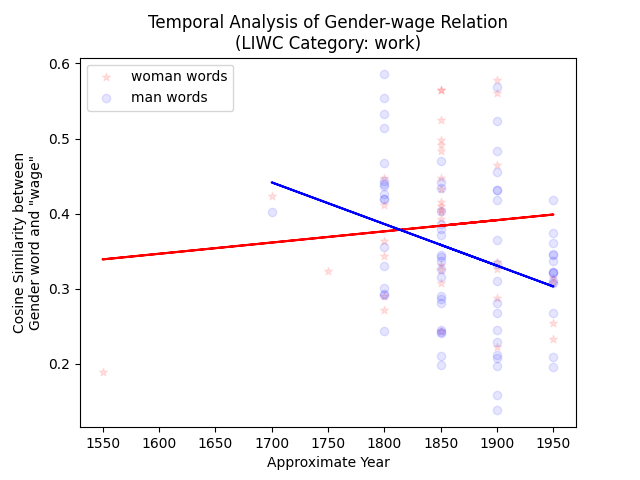 Temporal Analysis of Gender-wage Relation
(LIWC Category: work)
woman words
man words
0.6
0.5
0.4
0.3
0.2
Cosine Similarity between
Gender word and "wage"
1550 1600 1650 1700 1750 1800 1850 1900 1950
Approximate Year